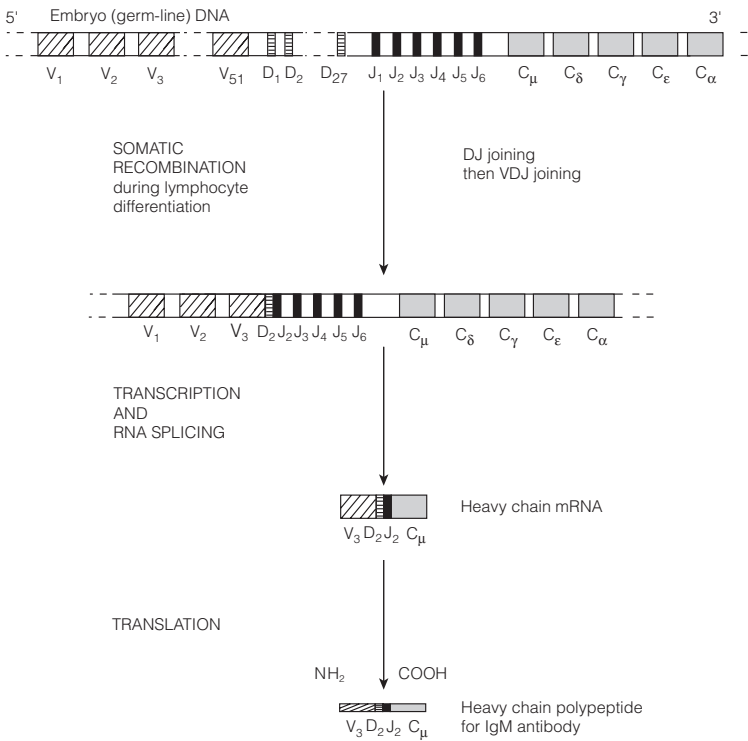 5' Embryo (germ-line) DNA 3'
V₁ V₂ V₃ V₅₁ D₁ D₂ D₂₇ J₁ J₂ J₃ J₄ J₅ J₆ Cμ Cδ Cγ Cε Cα
SOMATIC
RECOMBINATION
during lymphocyte
differentiation
DJ joining
then VDJ joining
V₁ V₂ V₃ D₂ J₂ J₃ J₄ J₅ J₆ Cμ Cδ Cγ Cε Cα
TRANSCRIPTION
AND
RNA SPLICING
Heavy chain mRNA
V₃ D₂ J₂ Cμ
TRANSLATION
NH₂ COOH
Heavy chain polypeptide
for IgM antibody
V₃ D₂ J₂ Cμ